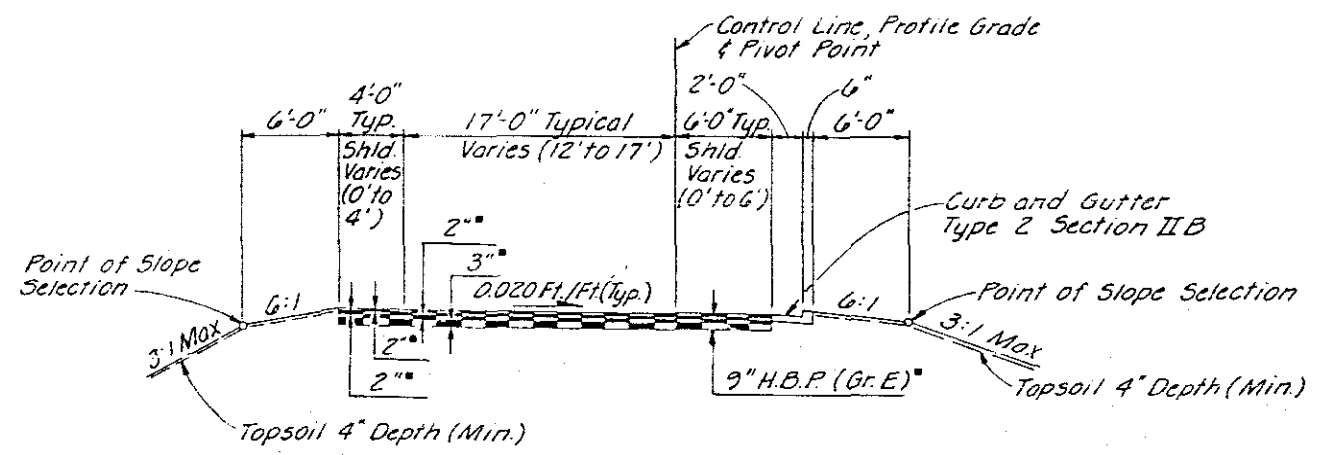 Control Line, Profile Grade
& Pivot Point
6'-0"
4'-0"
Typ.
Shld.
Varies
(0' to
4')
17'-0" Typical
Varies (12' to 17')
6'-0" Typ.
Shld.
Varies
(0' to 6')
2'-0"
6"
6'-0"
Curb and Gutter
Type 2 Section II B
2"■
3"■
0.020 Ft./Ft.(Typ.)
Point of Slope
Selection
6:1
3:1 Max
2"■
2"■
9" H.B.P. (Gr. E)■
6:1
Point of Slope Selection
3:1 Max
Topsoil 4" Depth (Min.)
Topsoil 4" Depth (Min.)